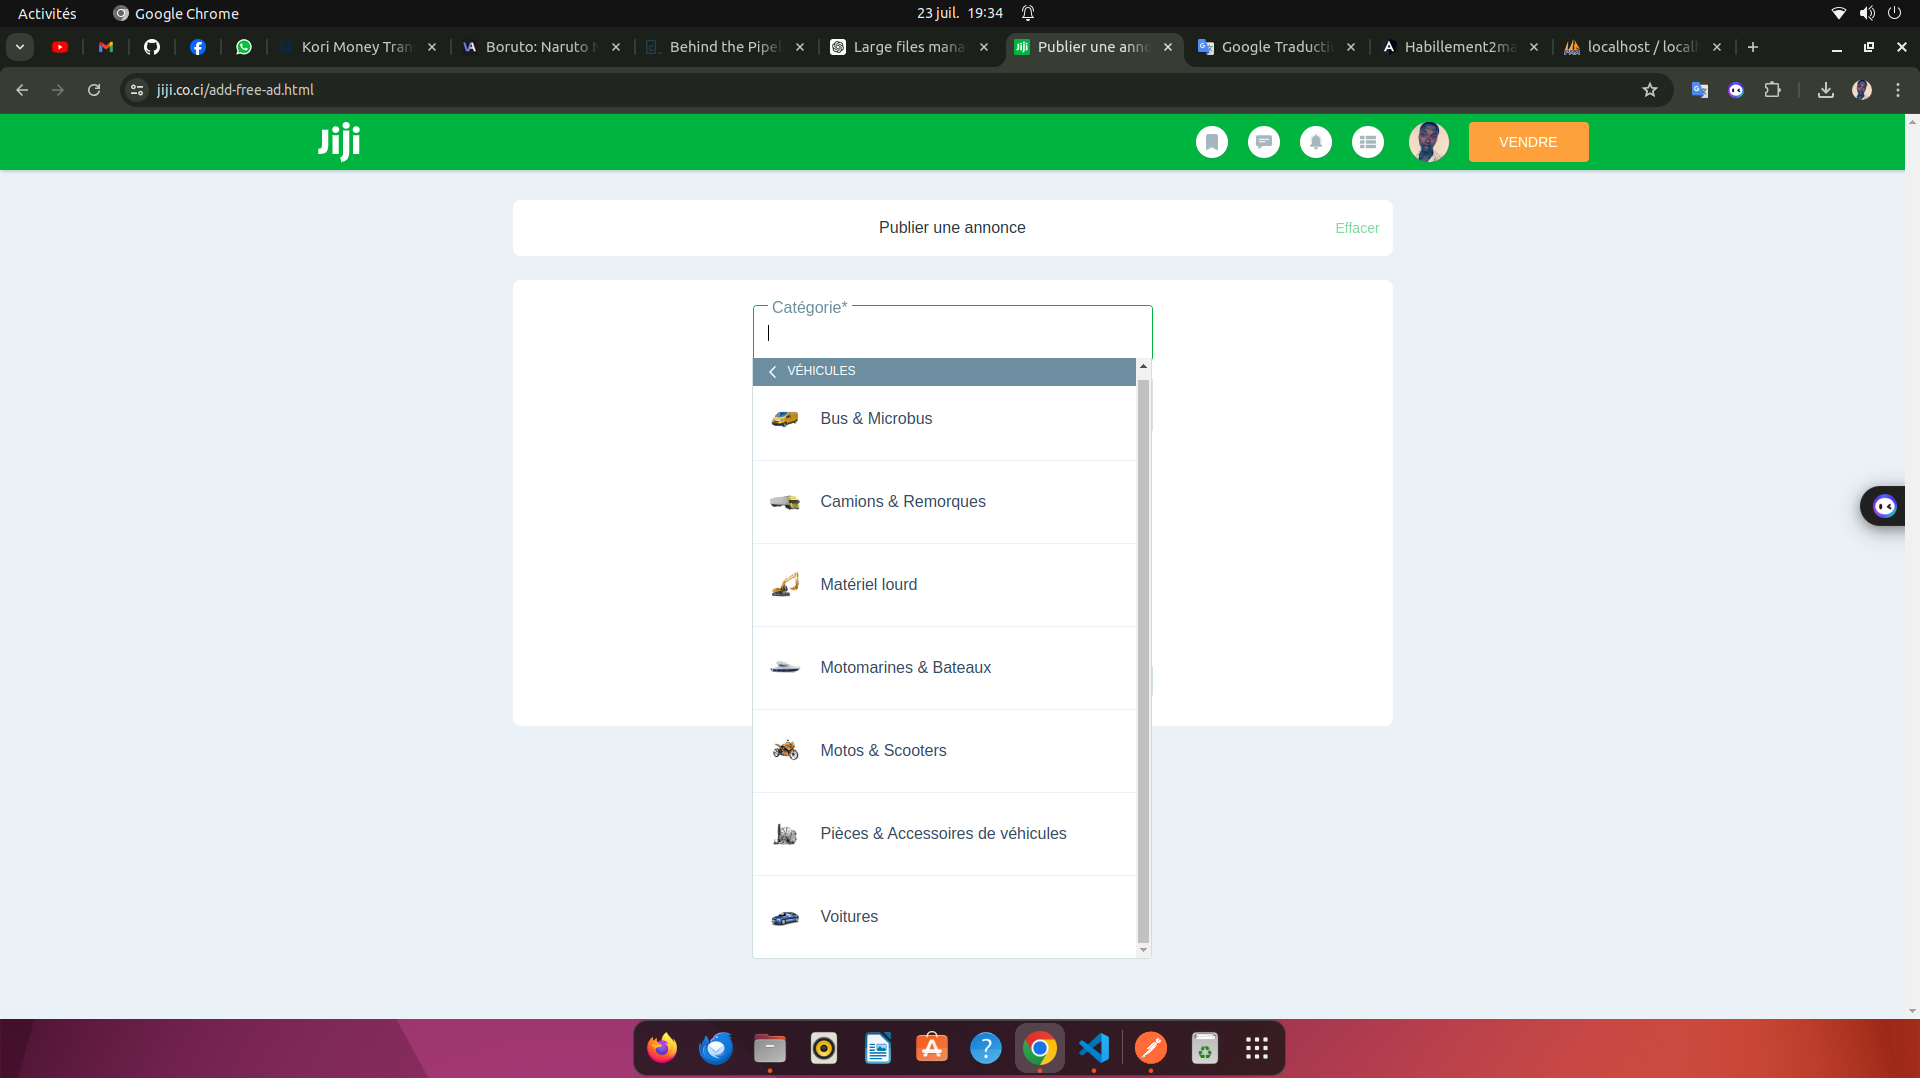 Activités
Google Chrome
23 juil. 19:34
Kori Money Tran
Boruto: Naruto N
Behind the Pipel
Large files mana
Publier une anno
Google Traducti
Habillement2ma
localhost / localh
jiji.co.ci/add-free-ad.html
Jiji
VENDRE
Publier une annonce
Effacer
Catégorie*
VÉHICULES
Bus & Microbus
Camions & Remorques
Matériel lourd
Motomarines & Bateaux
Motos & Scooters
Pièces & Accessoires de véhicules
Voitures